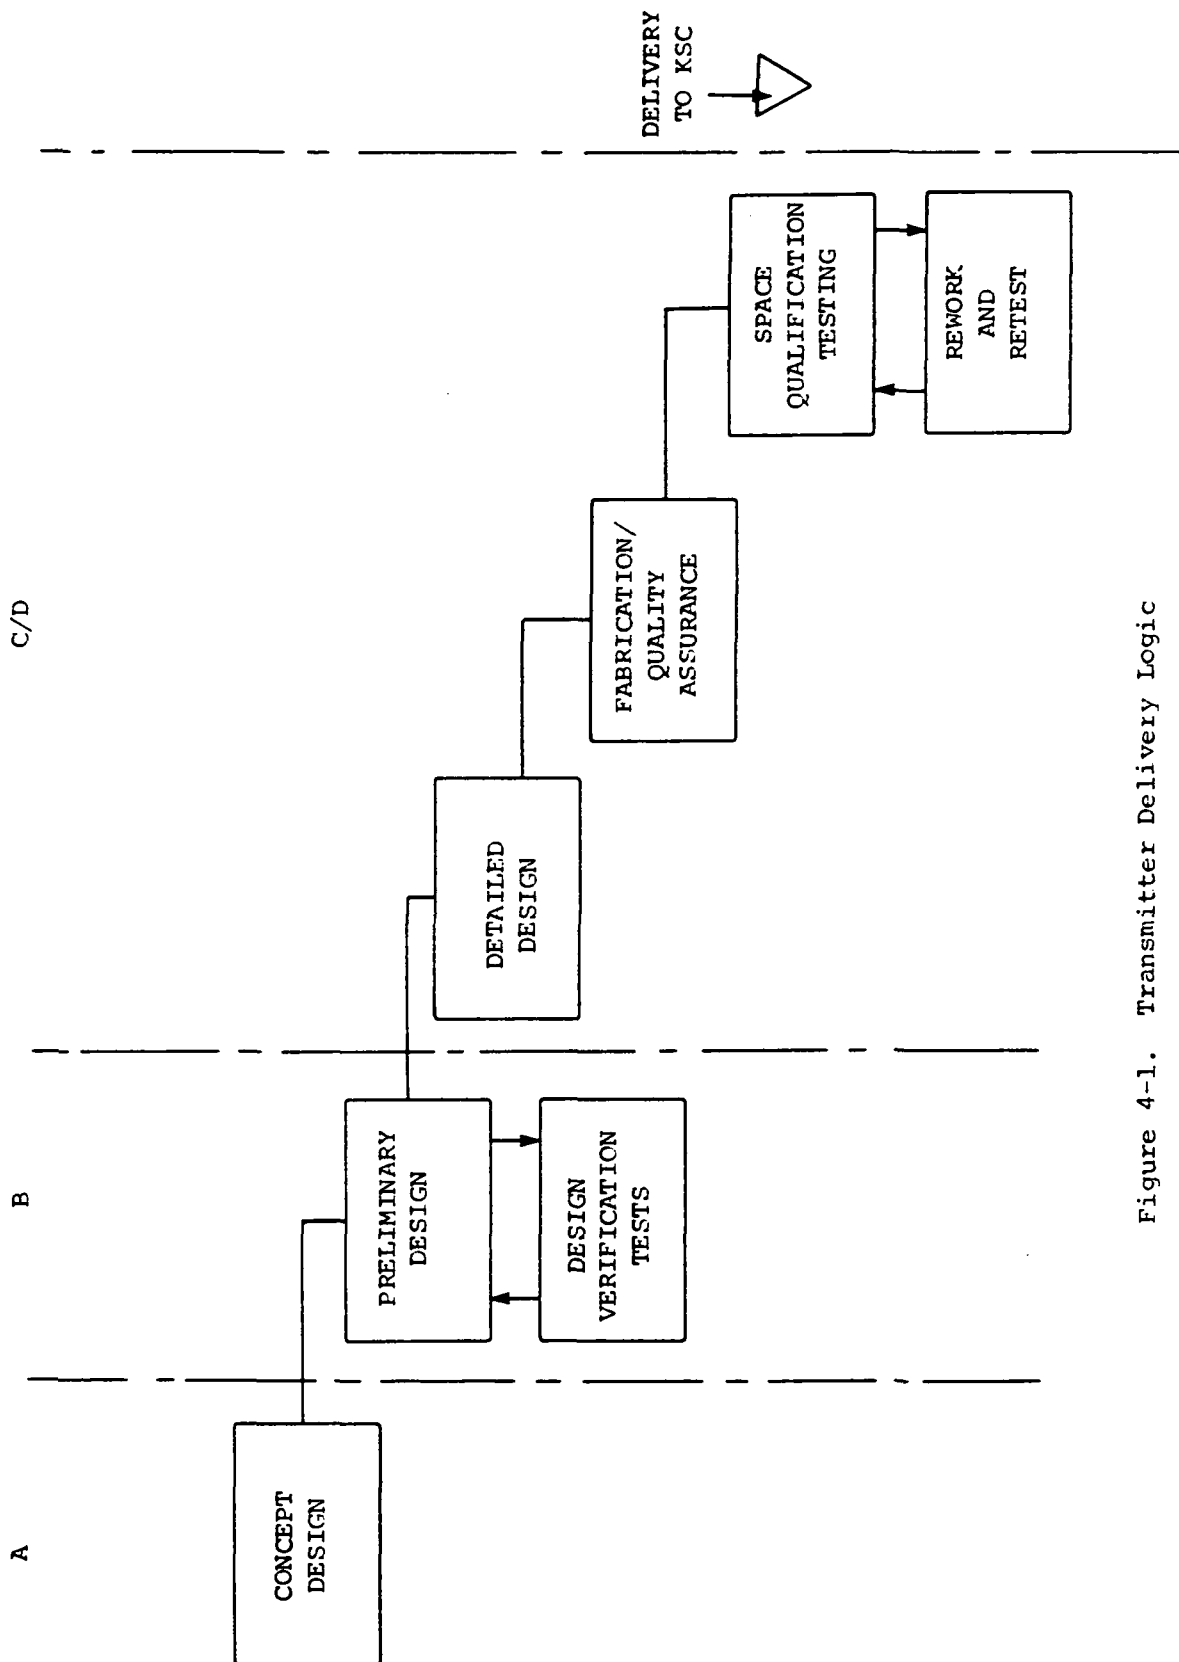 A
B
C/D
CONCEPT
DESIGN
PRELIMINARY
DESIGN
DESIGN
VERIFICATION
TESTS
DETAILED
DESIGN
FABRICATION/
QUALITY
ASSURANCE
SPACE
QUALIFICATION
TESTING
REWORK
AND
RETEST
DELIVERY
TO KSC
Figure 4-1. Transmitter Delivery Logic